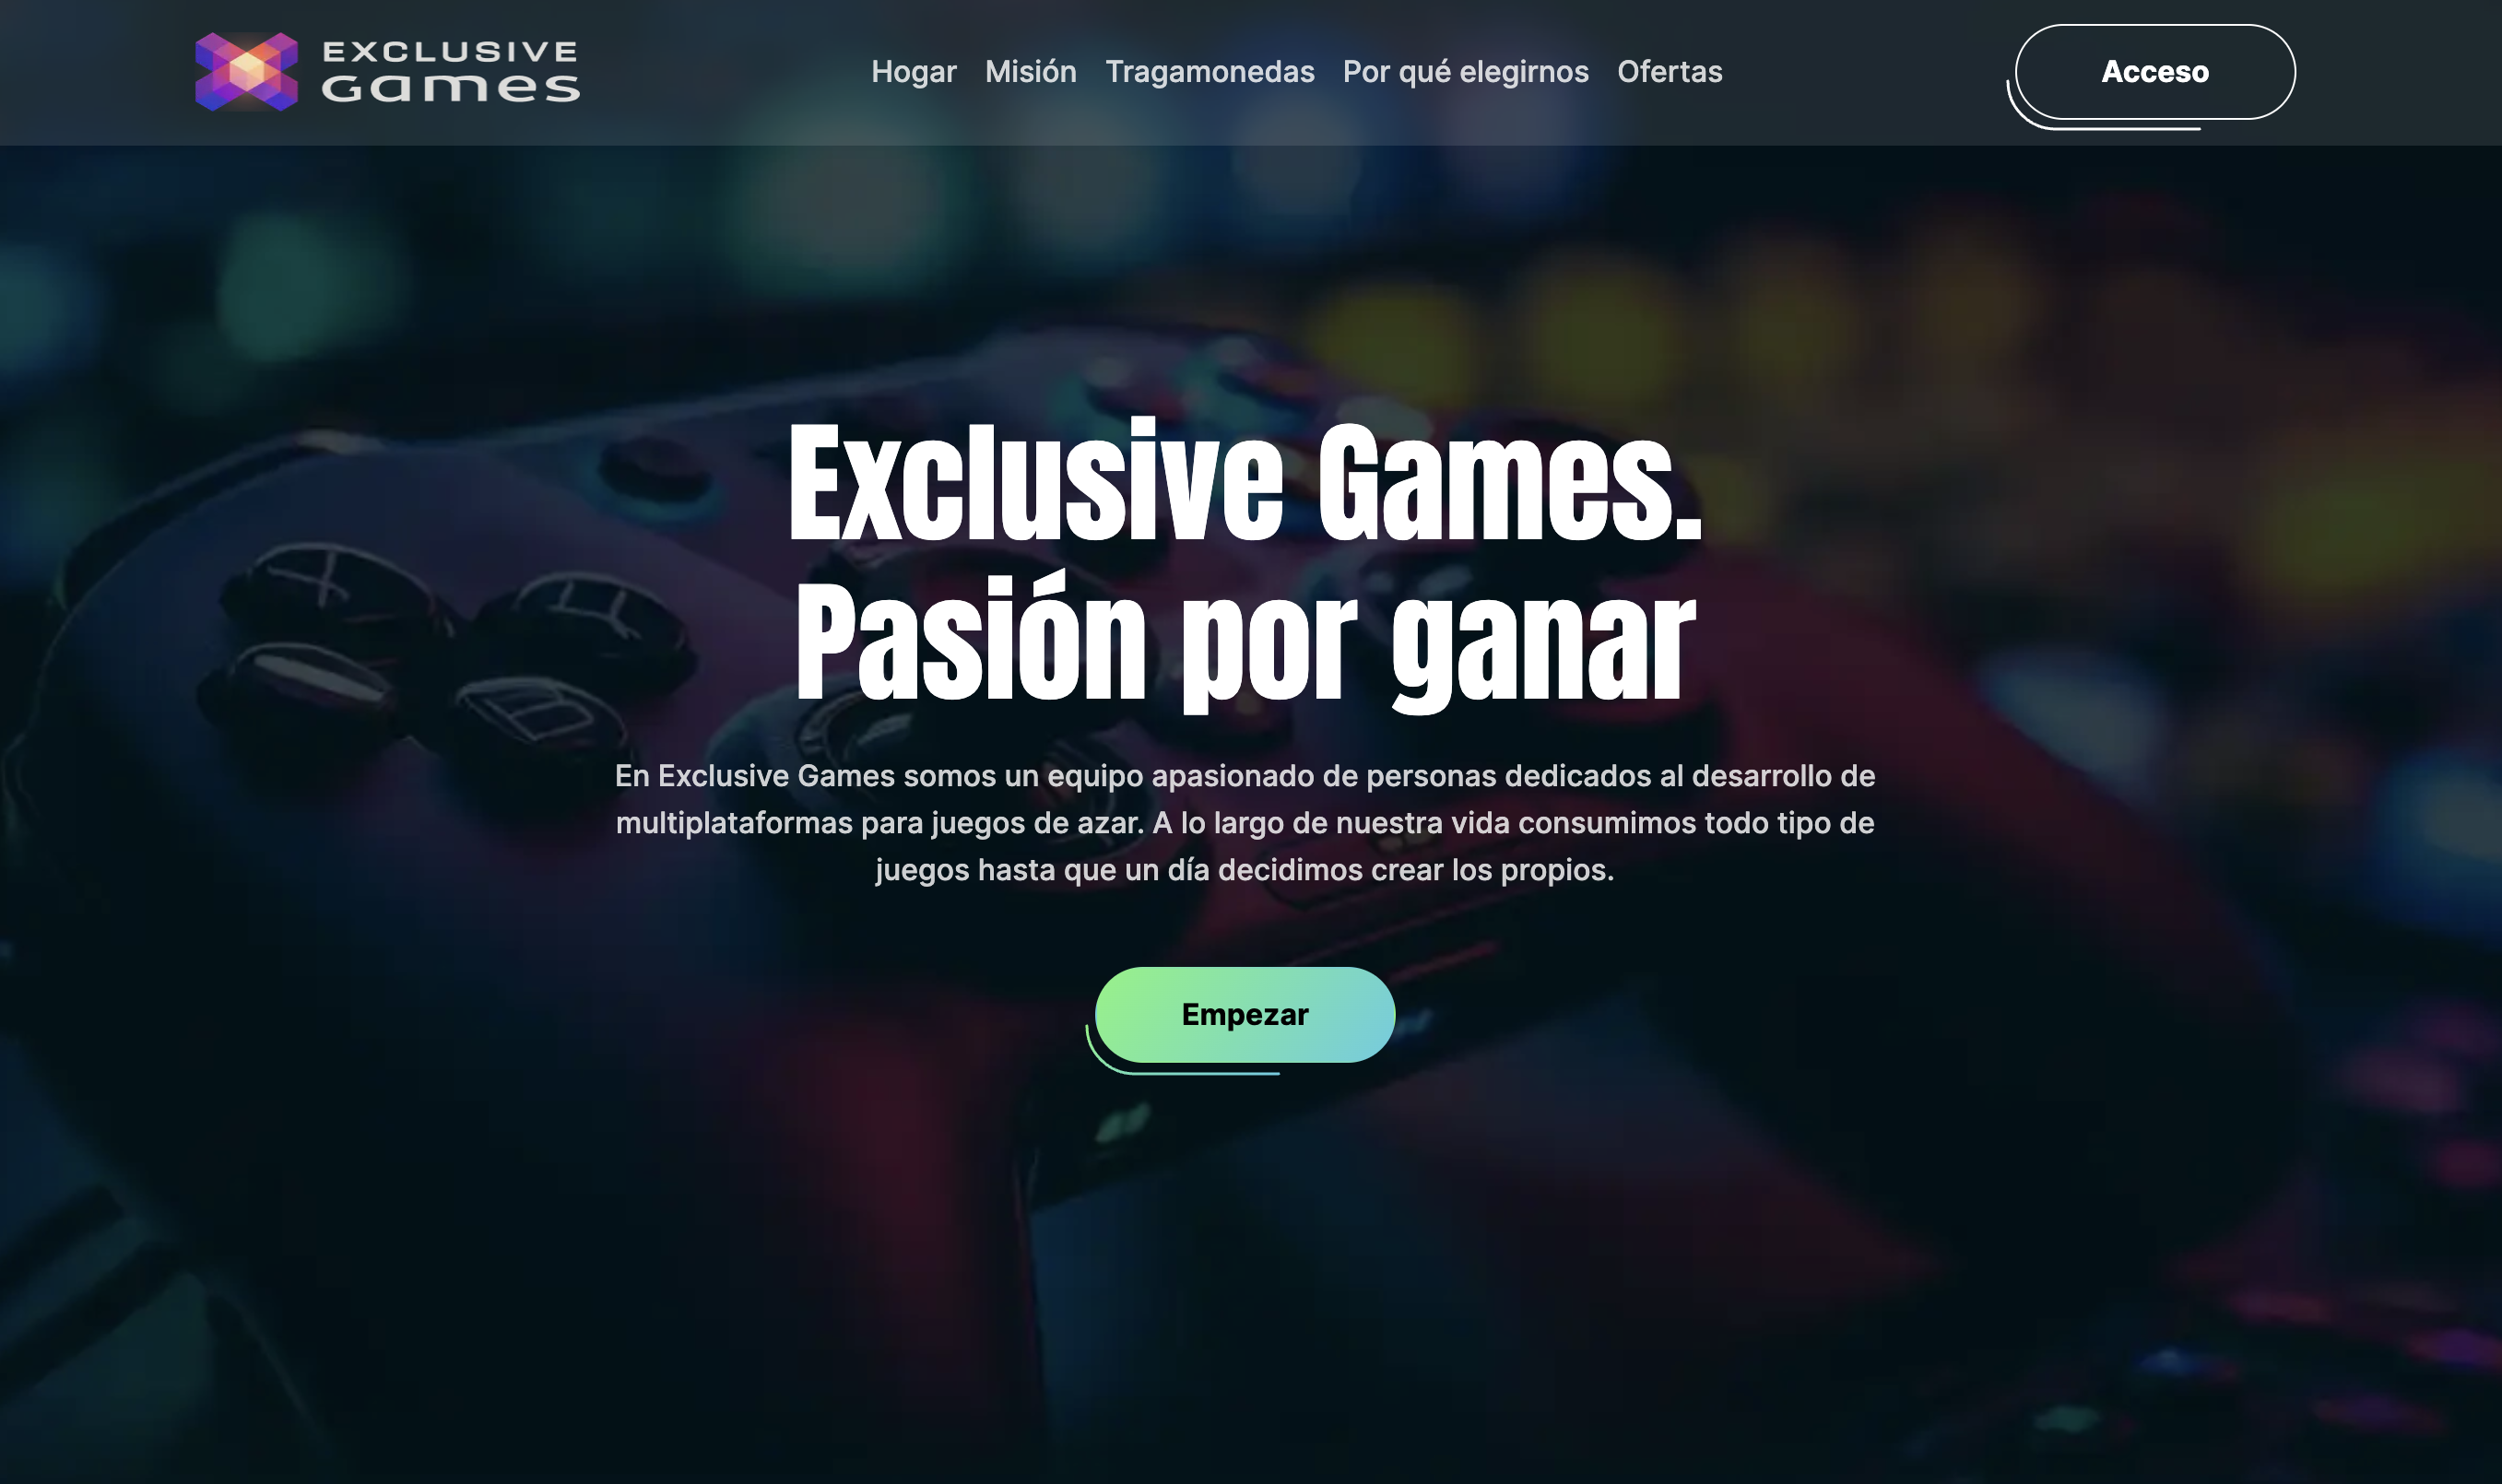 EXCLUSIVE
games
Hogar Misión Tragamonedas Por qué elegirnos Ofertas
Acceso
Exclusive Games.
Pasión por ganar
En Exclusive Games somos un equipo apasionado de personas dedicados al desarrollo de
multiplataformas para juegos de azar. A lo largo de nuestra vida consumimos todo tipo de
juegos hasta que un día decidimos crear los propios.
Empezar
X
Y
B